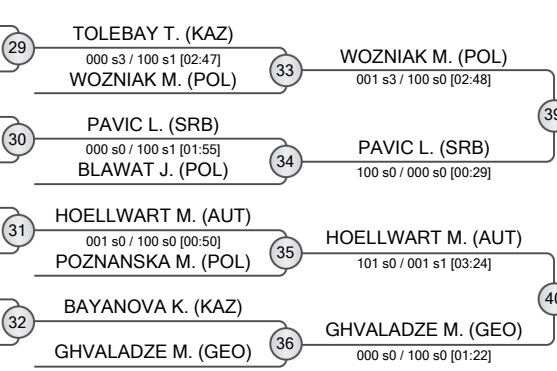 29
TOLEBAY T. (KAZ)
000 s3 / 100 s1 [02:47]
WOZNIAK M. (POL)
33
WOZNIAK M. (POL)
001 s3 / 100 s0 [02:48]
39
30
PAVIC L. (SRB)
000 s0 / 100 s1 [01:55]
BLAWAT J. (POL)
34
PAVIC L. (SRB)
100 s0 / 000 s0 [00:29]
31
HOELLWART M. (AUT)
001 s0 / 100 s0 [00:50]
POZNANSKA M. (POL)
35
HOELLWART M. (AUT)
101 s0 / 001 s1 [03:24]
40
32
BAYANOVA K. (KAZ)
GHVALADZE M. (GEO)
36
GHVALADZE M. (GEO)
000 s0 / 100 s0 [01:22]